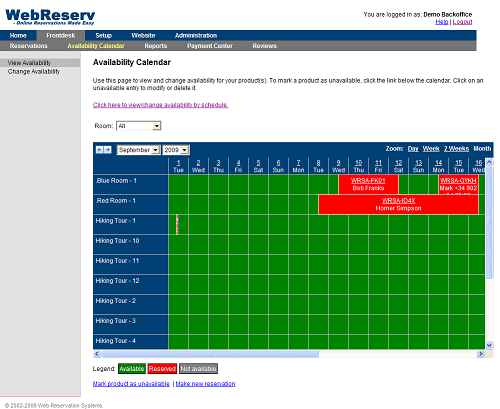 WebReserv
- Online Reservations Made Easy
You are logged in as: Demo Backoffice
Help | Logout
Home Frontdesk Setup Website Administration
Reservations Availability Calendar Reports Payment Center Reviews
View Availability
Change Availability
Availability Calendar
Use this page to view and change availability for your product(s). To mark a product as unavailable, click the link below the calendar. Click on an
unavailable entry to modify or delete it.
Click here to view/change availability by schedule.
Room: All
September 2009 Zoom: Day Week 2 Weeks Month
1 2 3 4 5 6 7 8 9 10 11 12 13 14 15 16
Tue Wed Thu Fri Sat Sun Mon Tue Wed Thu Fri Sat Sun Mon Tue Wed
.Blue Room - 1 WRSA-FK01 WRSA-GYKH
Bob Franks Mark +34 902
.Red Room - 1 WRSA-ID4X
Homer Simpson
Hiking Tour - 1
Hiking Tour - 10
Hiking Tour - 11
Hiking Tour - 12
Hiking Tour - 2
Hiking Tour - 3
Hiking Tour - 4
Legend: Available Reserved Not available
Mark product as unavailable | Make new reservation
© 2002-2009 Web Reservation Systems.